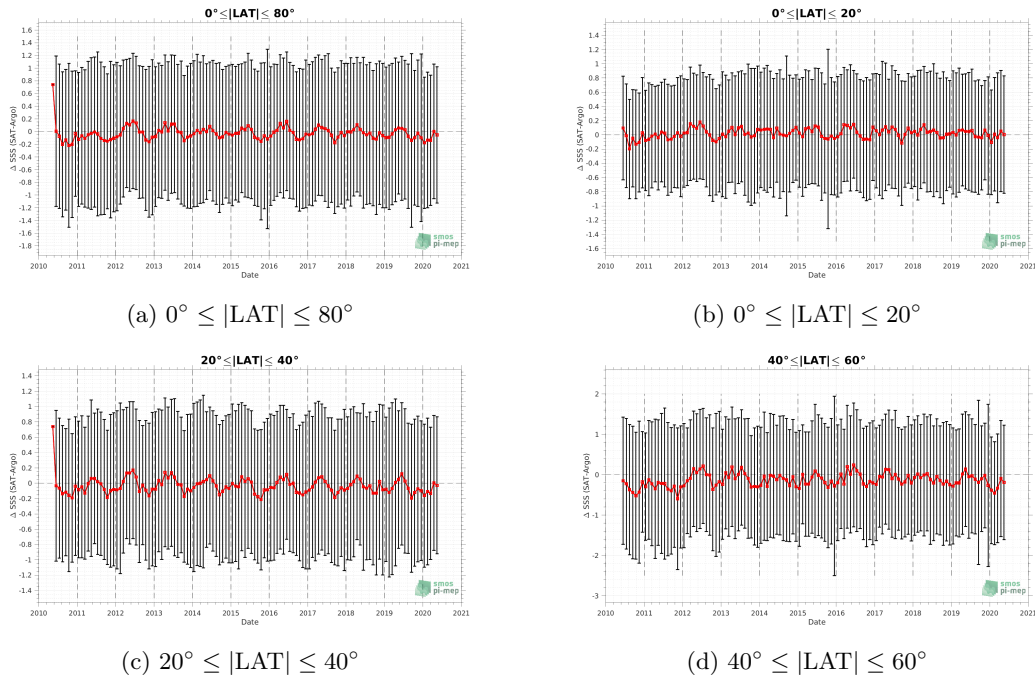 0°≤|LAT|≤ 80°
1.6
1.4
1.2
1
0.8
0.6
0.4
0.2
0
-0.2
-0.4
-0.6
-0.8
-1
-1.2
-1.4
-1.6
-1.8
Δ SSS (SAT-Argo)
2010 2011 2012 2013 2014 2015 2016 2017 2018 2019 2020 2021
Date
smos
pi-mep
(a) 0° ≤ |LAT| ≤ 80°
0°≤|LAT|≤ 20°
1.4
1.2
1
0.8
0.6
0.4
0.2
0
-0.2
-0.4
-0.6
-0.8
-1
-1.2
-1.4
-1.6
Δ SSS (SAT-Argo)
2010 2011 2012 2013 2014 2015 2016 2017 2018 2019 2020 2021
Date
smos
pi-mep
(b) 0° ≤ |LAT| ≤ 20°
20°≤|LAT|≤ 40°
1.4
1.2
1
0.8
0.6
0.4
0.2
0
-0.2
-0.4
-0.6
-0.8
-1
-1.2
-1.4
Δ SSS (SAT-Argo)
2010 2011 2012 2013 2014 2015 2016 2017 2018 2019 2020 2021
Date
smos
pi-mep
(c) 20° ≤ |LAT| ≤ 40°
40°≤|LAT|≤ 60°
2
1
0
-1
-2
-3
Δ SSS (SAT-Argo)
2010 2011 2012 2013 2014 2015 2016 2017 2018 2019 2020 2021
Date
smos
pi-mep
(d) 40° ≤ |LAT| ≤ 60°